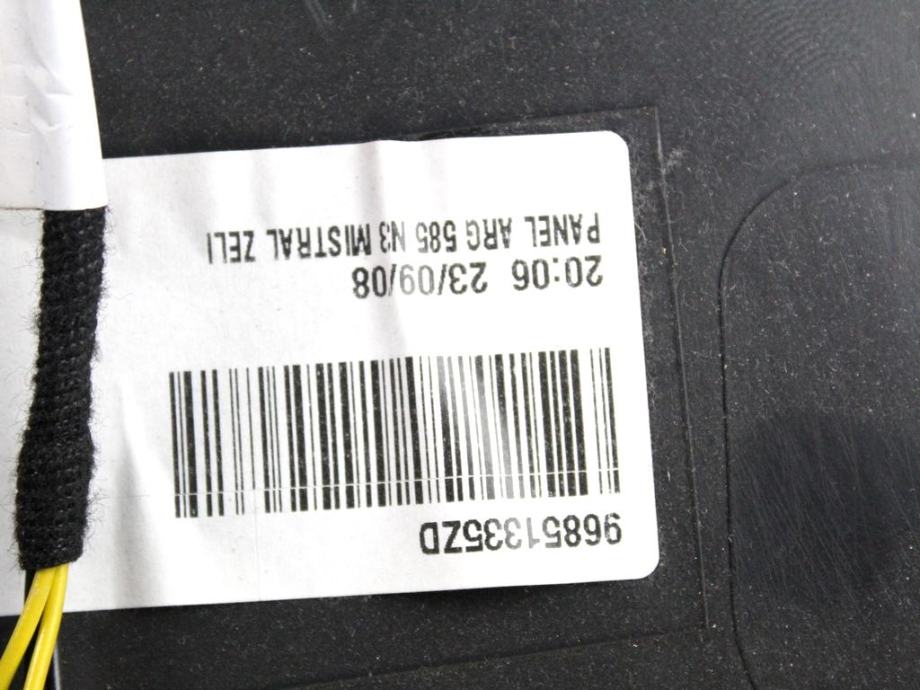 96851335ZD
20:06 23/09/08
PANEL ARG 585 N3 MISTRAL ZELI